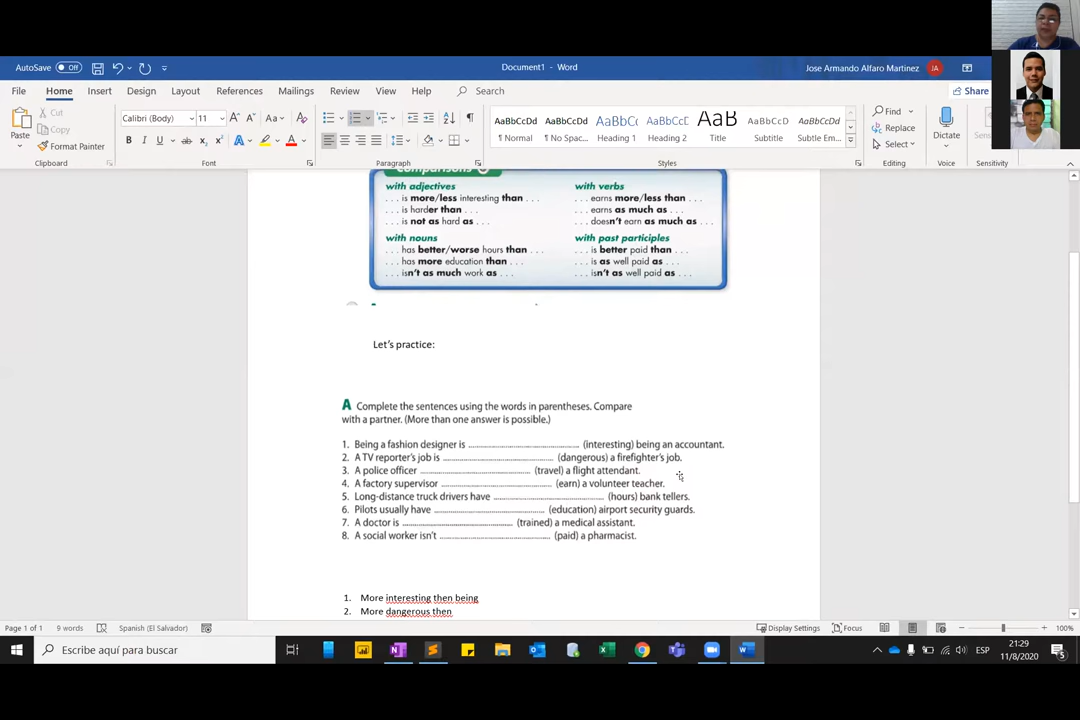 AutoSave Off
Document1 - Word
Jose Armando Alfaro Martinez JA
File Home Insert Design Layout References Mailings Review View Help Search Share
Paste Cut Copy Format Painter Clipboard
Calibri (Body) 11 Font
Paragraph
AaBbCcDd AaBbCcDd AaBbCc AaBbCcD AaB AaBbCcD AaBbCcDd
¶ Normal ¶ No Spac... Heading 1 Heading 2 Title Subtitle Subtle Em...
Styles
Find Replace Select Editing
Dictate Voice
Sensitivity
Comparisons
with adjectives
. . . is more/less interesting than . . .
. . . is harder than . . .
. . . is not as hard as . . .
with nouns
. . . has better/worse hours than . . .
. . . has more education than . . .
. . . isn't as much work as . . .
with verbs
. . . earns more/less than . . .
. . . earns as much as . . .
. . . doesn't earn as much as . . .
with past participles
. . . is better paid than . . .
. . . is as well paid as . . .
. . . isn't as well paid as . . .
Let's practice:
A Complete the sentences using the words in parentheses. Compare
with a partner. (More than one answer is possible.)
1. Being a fashion designer is ........................................ (interesting) being an accountant.
2. A TV reporter's job is ........................................ (dangerous) a firefighter's job.
3. A police officer ........................................ (travel) a flight attendant.
4. A factory supervisor ........................................ (earn) a volunteer teacher.
5. Long-distance truck drivers have ........................................ (hours) bank tellers.
6. Pilots usually have ........................................ (education) airport security guards.
7. A doctor is ........................................ (trained) a medical assistant.
8. A social worker isn't ........................................ (paid) a pharmacist.
1. More interesting then being
2. More dangerous then
Page 1 of 1 9 words Spanish (El Salvador) Display Settings Focus 100%
Escribe aquí para buscar
ESP
21:29
11/8/2020
5